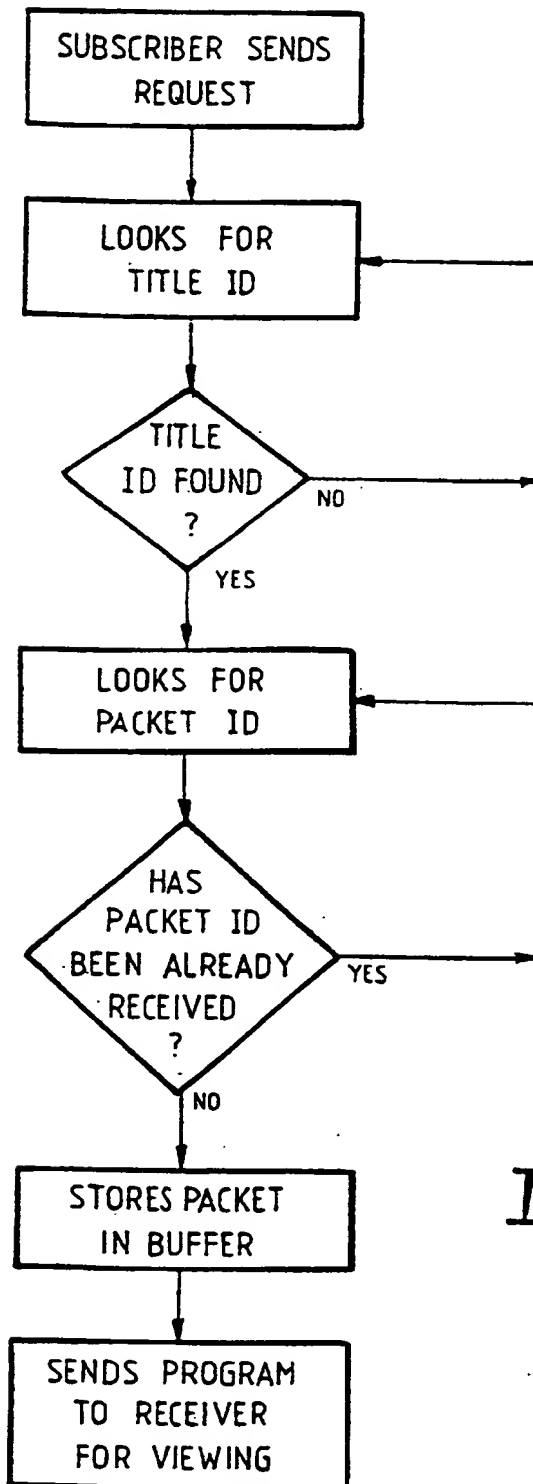 SUBSCRIBER SENDS
REQUEST
LOOKS FOR
TITLE ID
TITLE
ID FOUND
?
NO
YES
LOOKS FOR
PACKET ID
HAS
PACKET ID
BEEN ALREADY
RECEIVED
?
YES
NO
STORES PACKET
IN BUFFER
SENDS PROGRAM
TO RECEIVER
FOR VIEWING